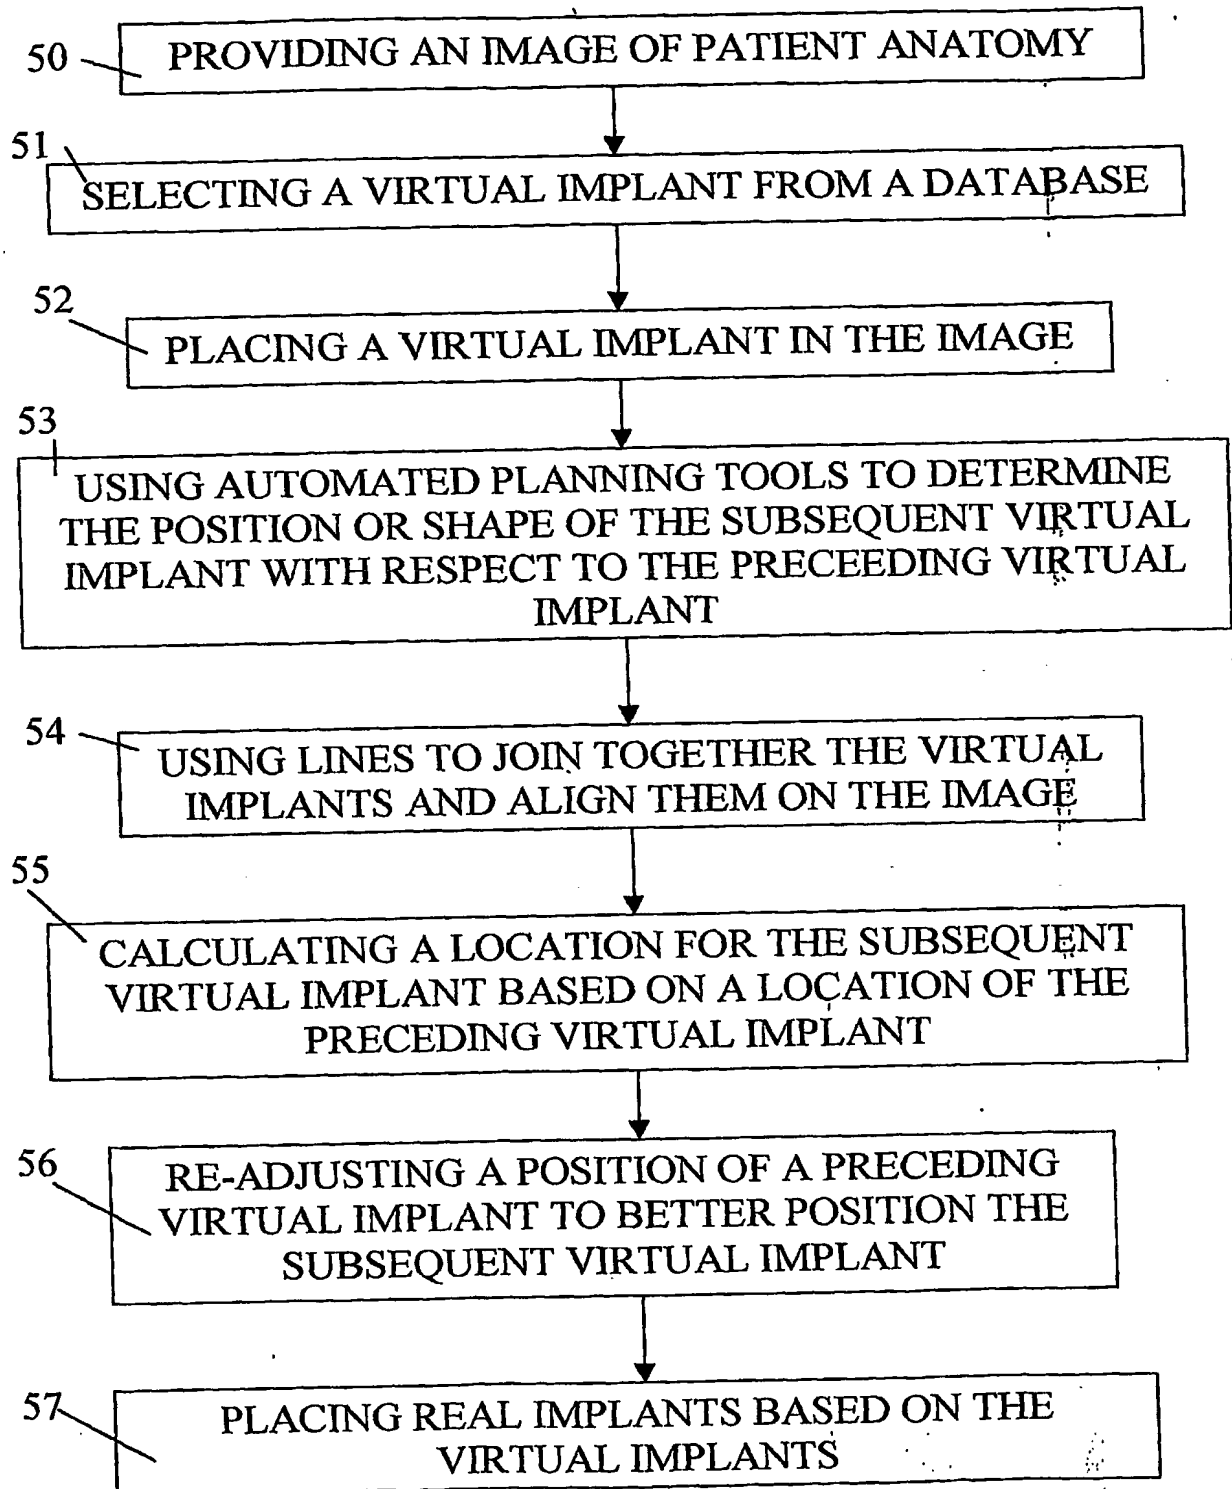 50 PROVIDING AN IMAGE OF PATIENT ANATOMY
51
SELECTING A VIRTUAL IMPLANT FROM A DATABASE
52
PLACING A VIRTUAL IMPLANT IN THE IMAGE
53
USING AUTOMATED PLANNING TOOLS TO DETERMINE
THE POSITION OR SHAPE OF THE SUBSEQUENT VIRTUAL
IMPLANT WITH RESPECT TO THE PRECEEDING VIRTUAL
IMPLANT
54
USING LINES TO JOIN TOGETHER THE VIRTUAL
IMPLANTS AND ALIGN THEM ON THE IMAGE
55
CALCULATING A LOCATION FOR THE SUBSEQUENT
VIRTUAL IMPLANT BASED ON A LOCATION OF THE
PRECEDING VIRTUAL IMPLANT
56
RE-ADJUSTING A POSITION OF A PRECEDING
VIRTUAL IMPLANT TO BETTER POSITION THE
SUBSEQUENT VIRTUAL IMPLANT
57
PLACING REAL IMPLANTS BASED ON THE
VIRTUAL IMPLANTS